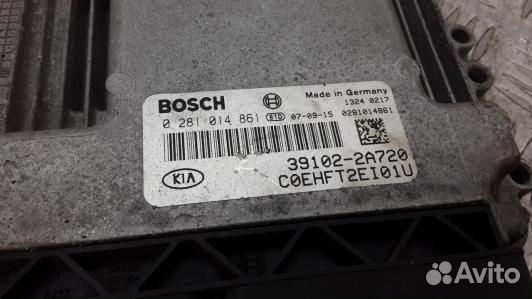 BOSCH
Made in Germany
1324 0217
0 281 014 861 810 07-09-15 0281014861
39102-2A720
KIA
C0EHFT2EI01U
Avito